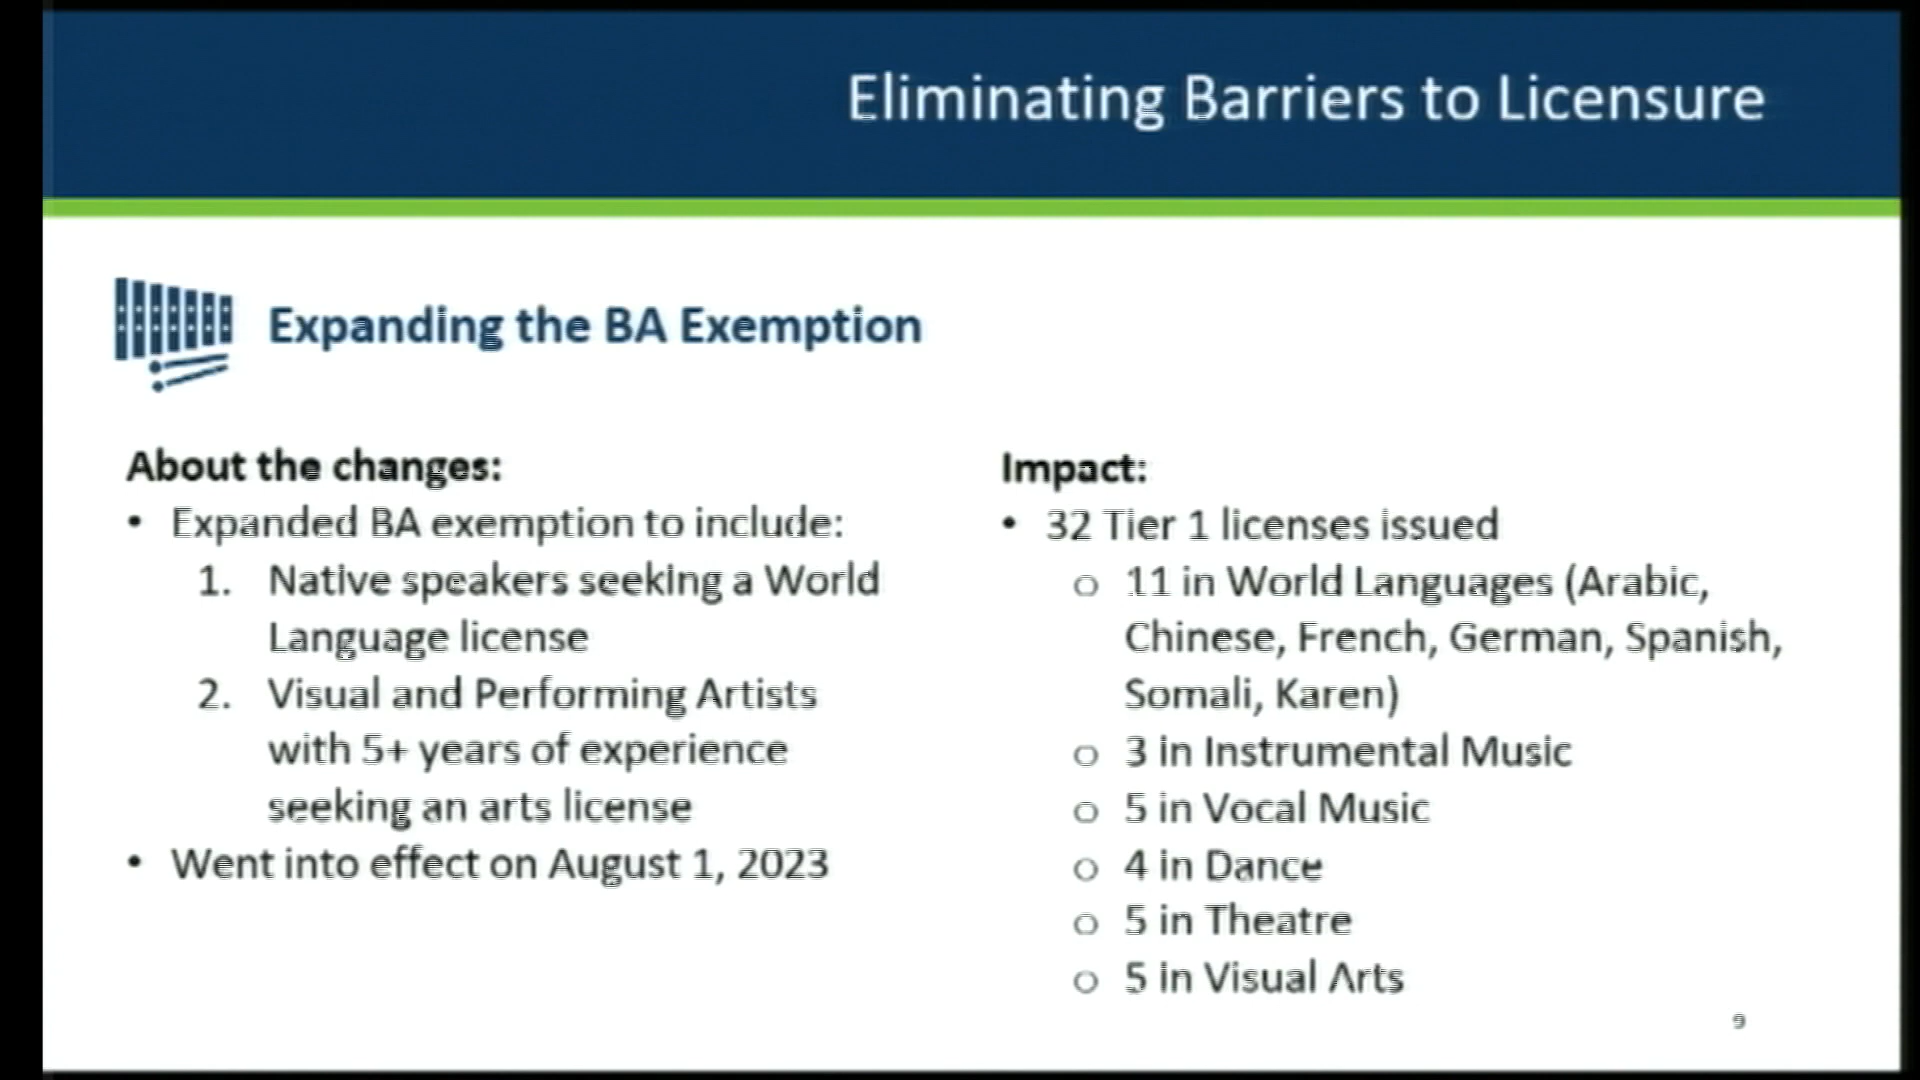 Eliminating Barriers to Licensure
Expanding the BA Exemption
About the changes:
• Expanded BA exemption to include:
1. Native speakers seeking a World
Language license
2. Visual and Performing Artists
with 5+ years of experience
seeking an arts license
• Went into effect on August 1, 2023
Impact:
• 32 Tier 1 licenses issued
o 11 in World Languages (Arabic,
Chinese, French, German, Spanish,
Somali, Karen)
o 3 in Instrumental Music
o 5 in Vocal Music
o 4 in Dance
o 5 in Theatre
o 5 in Visual Arts
9